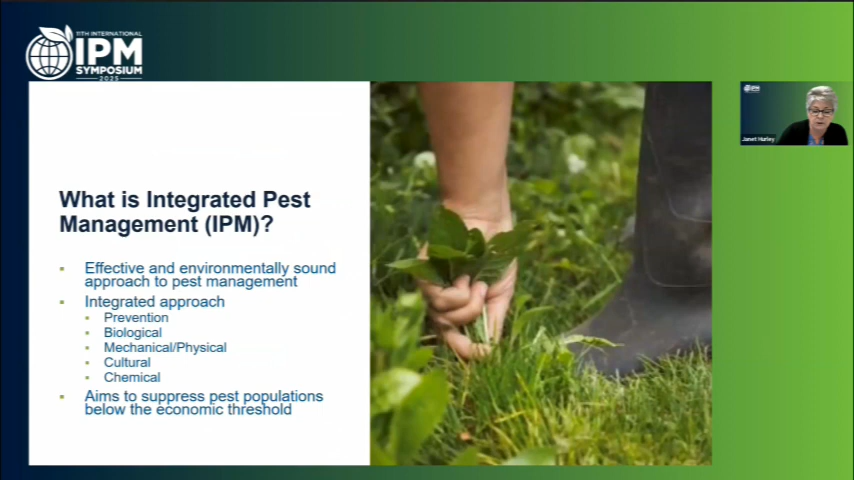 11TH INTERNATIONAL
IPM
SYMPOSIUM
2025
What is Integrated Pest
Management (IPM)?
Effective and environmentally sound
approach to pest management
Integrated approach
Prevention
Biological
Mechanical/Physical
Cultural
Chemical
Aims to suppress pest populations
below the economic threshold
IPM
Janet Hurley